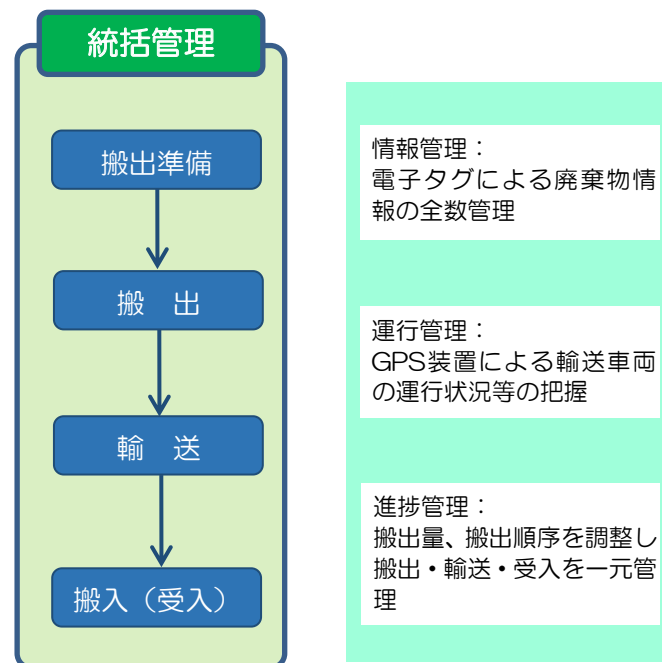 統括管理
搬出準備
搬　出
輸　送
搬入（受入）
情報管理：
電子タグによる廃棄物情
報の全数管理
運行管理：
GPS装置による輸送車両
の運行状況等の把握
進捗管理：
搬出量、搬出順序を調整し
搬出・輸送・受入を一元管
理